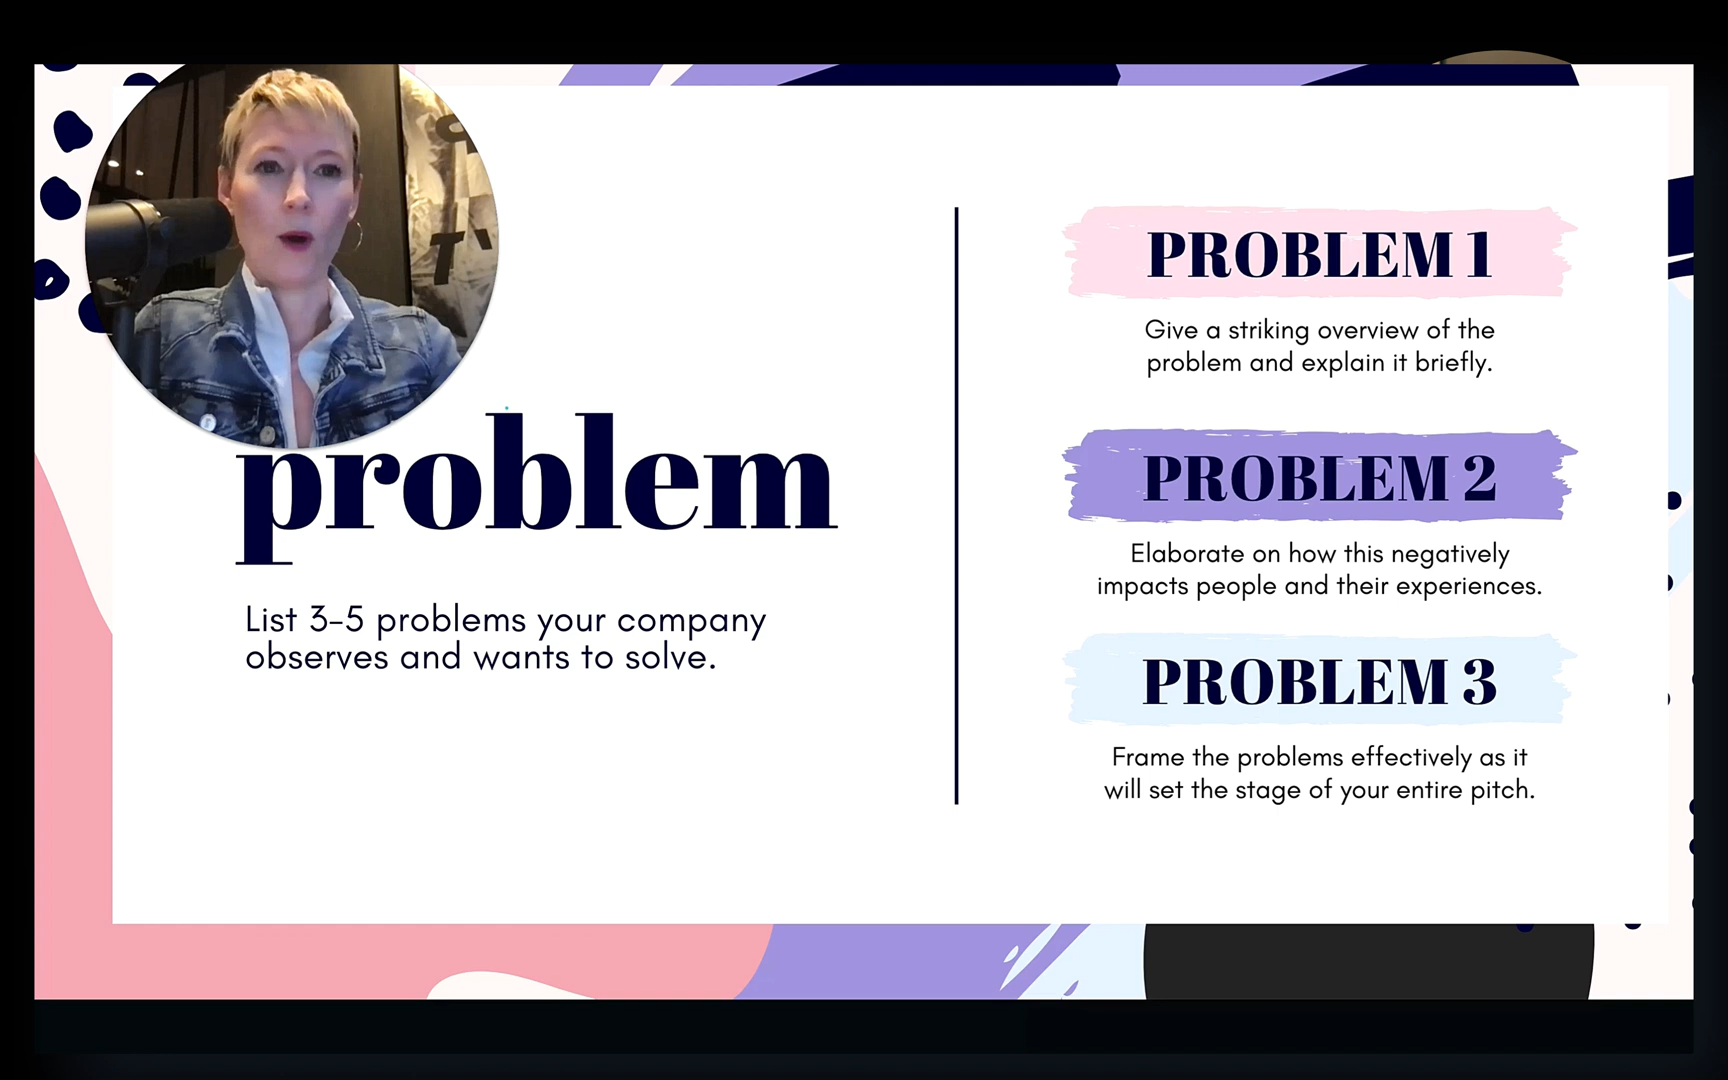 problem
List 3-5 problems your company
observes and wants to solve.
PROBLEM 1
Give a striking overview of the
problem and explain it briefly.
PROBLEM 2
Elaborate on how this negatively
impacts people and their experiences.
PROBLEM 3
Frame the problems effectively as it
will set the stage of your entire pitch.